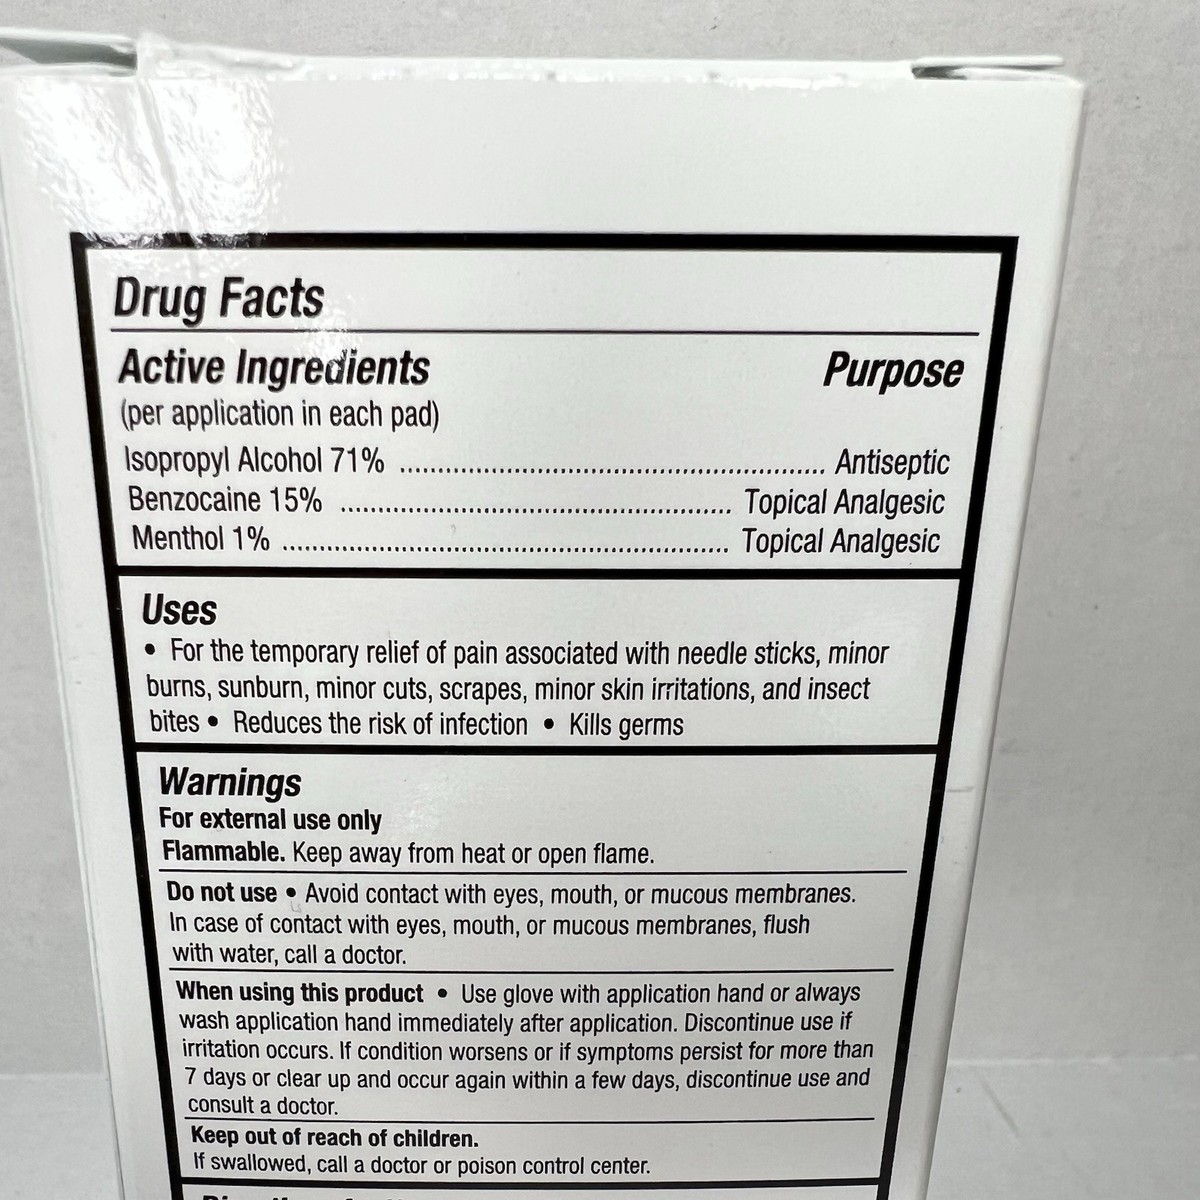 Drug Facts
Active Ingredients Purpose
(per application in each pad)
Isopropyl Alcohol 71% ........................................................................ Antiseptic
Benzocaine 15% ................................................................ Topical Analgesic
Menthol 1% ........................................................................ Topical Analgesic
Uses
• For the temporary relief of pain associated with needle sticks, minor
burns, sunburn, minor cuts, scrapes, minor skin irritations, and insect
bites • Reduces the risk of infection • Kills germs
Warnings
For external use only
Flammable. Keep away from heat or open flame.
Do not use • Avoid contact with eyes, mouth, or mucous membranes.
In case of contact with eyes, mouth, or mucous membranes, flush
with water, call a doctor.
When using this product • Use glove with application hand or always
wash application hand immediately after application. Discontinue use if
irritation occurs. If condition worsens or if symptoms persist for more than
7 days or clear up and occur again within a few days, discontinue use and
consult a doctor.
Keep out of reach of children.
If swallowed, call a doctor or poison control center.